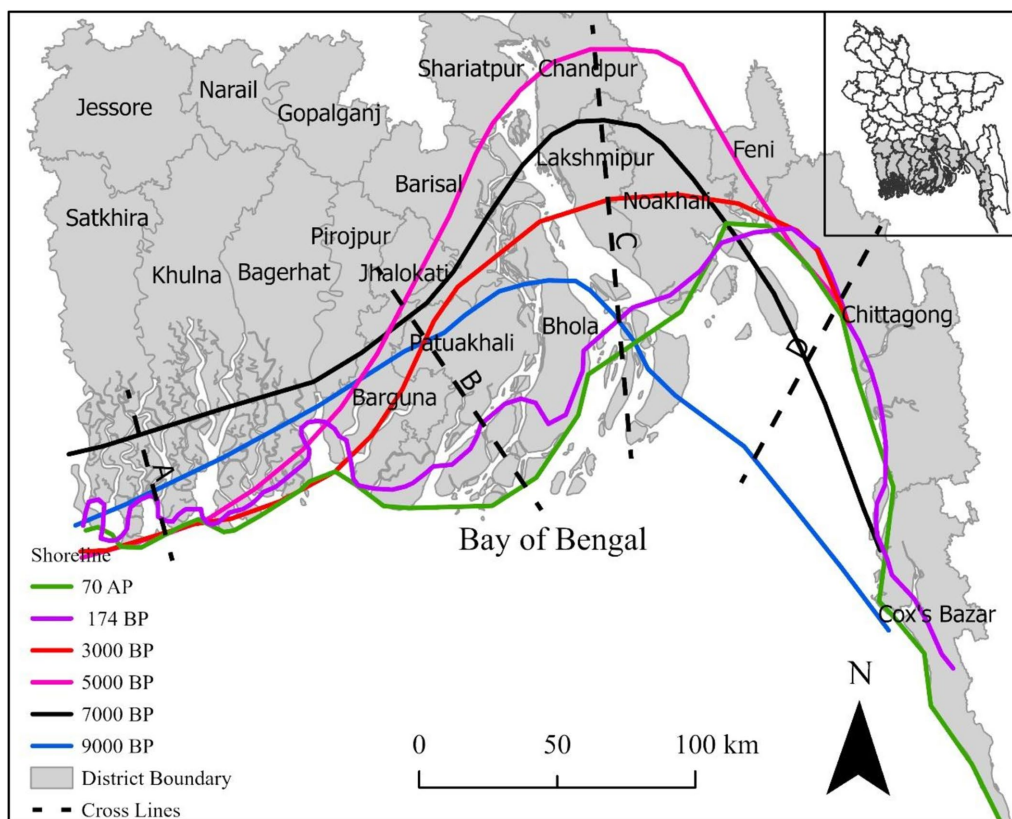 Shariatpur
Chandpur
Jessore
Narail
Gopalganj
Lakshmipur
Feni
Barisal
Satkhira
Noakhali
Pirojpur
C
Khulna
Bagerhat
Jhalokati
Bhola
Chittagong
Patuakhali
D
B
Barguna
A
Bay of Bengal
Shoreline
70 AP
174 BP
3000 BP
5000 BP
7000 BP
9000 BP
District Boundary
Cross Lines
Cox's Bazar
N
0 50 100 km